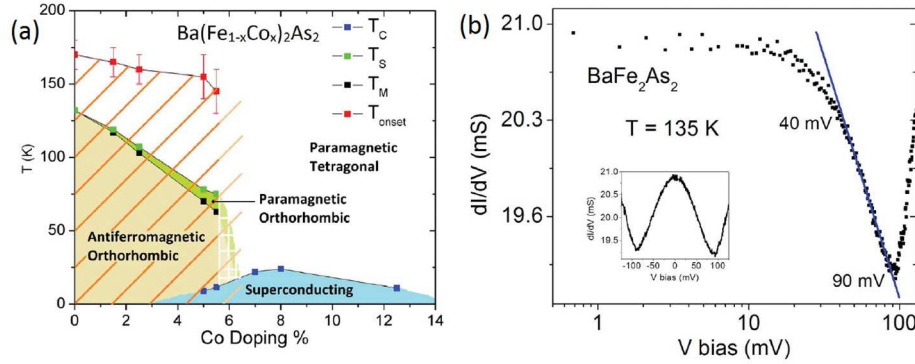 (a)
Ba(Fe1-xCox)2As2
TC
TS
TM
Tonset
200
150
100
50
0
T (K)
Paramagnetic
Tetragonal
Paramagnetic
Orthorhombic
Antiferromagnetic
Orthorhombic
Superconducting
0 2 4 6 8 10 12 14
Co Doping %
(b)
21.0
20.3
19.6
dI/dV (mS)
BaFe2As2
T = 135 K
40 mV
90 mV
21.0
20.5
20.0
19.5
dI/dV (mS)
-100 -50 0 50 100
V bias (mV)
1 10 100
V bias (mV)